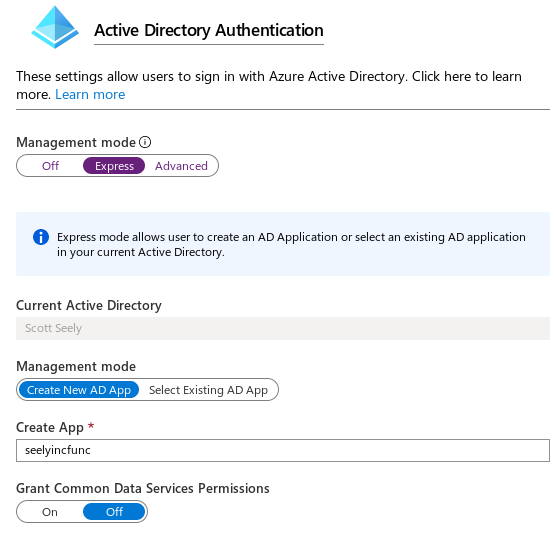 Active Directory Authentication
These settings allow users to sign in with Azure Active Directory. Click here to learn
more. Learn more
Management mode
Off Express Advanced
Express mode allows user to create an AD Application or select an existing AD application
in your current Active Directory.
Current Active Directory
Scott Seely
Management mode
Create New AD App Select Existing AD App
Create App *
seelyincfunc
Grant Common Data Services Permissions
On Off